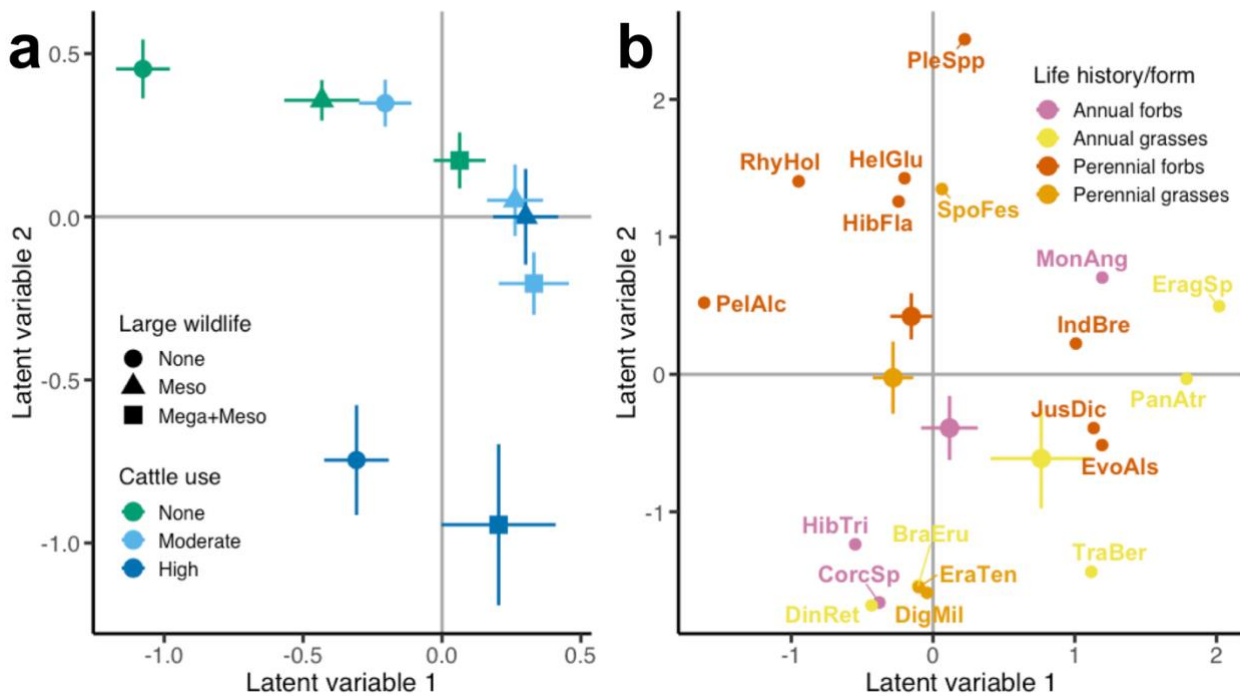 a
0.5
0.0
-0.5
-1.0
Latent variable 2
Large wildlife
None
Meso
Mega+Meso
Cattle use
None
Moderate
High
-1.0
-0.5
0.0
0.5
Latent variable 1
b
2
1
0
-1
Latent variable 2
Life history/form
Annual forbs
Annual grasses
Perennial forbs
Perennial grasses
PleSpp
RhyHol
HelGlu
HibFla
SpoFes
MonAng
EragSp
PelAlc
IndBre
PanAtr
JusDic
EvoAls
HibTri
BraEru
TraBer
CorcSp
EraTen
DinRet
DigMil
-1
0
1
2
Latent variable 1